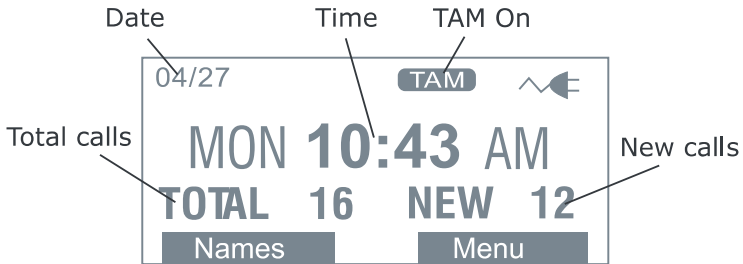 Date Time TAM On
04/27 TAM
Total calls MON 10:43 AM New calls
TOTAL 16 NEW 12
Names Menu